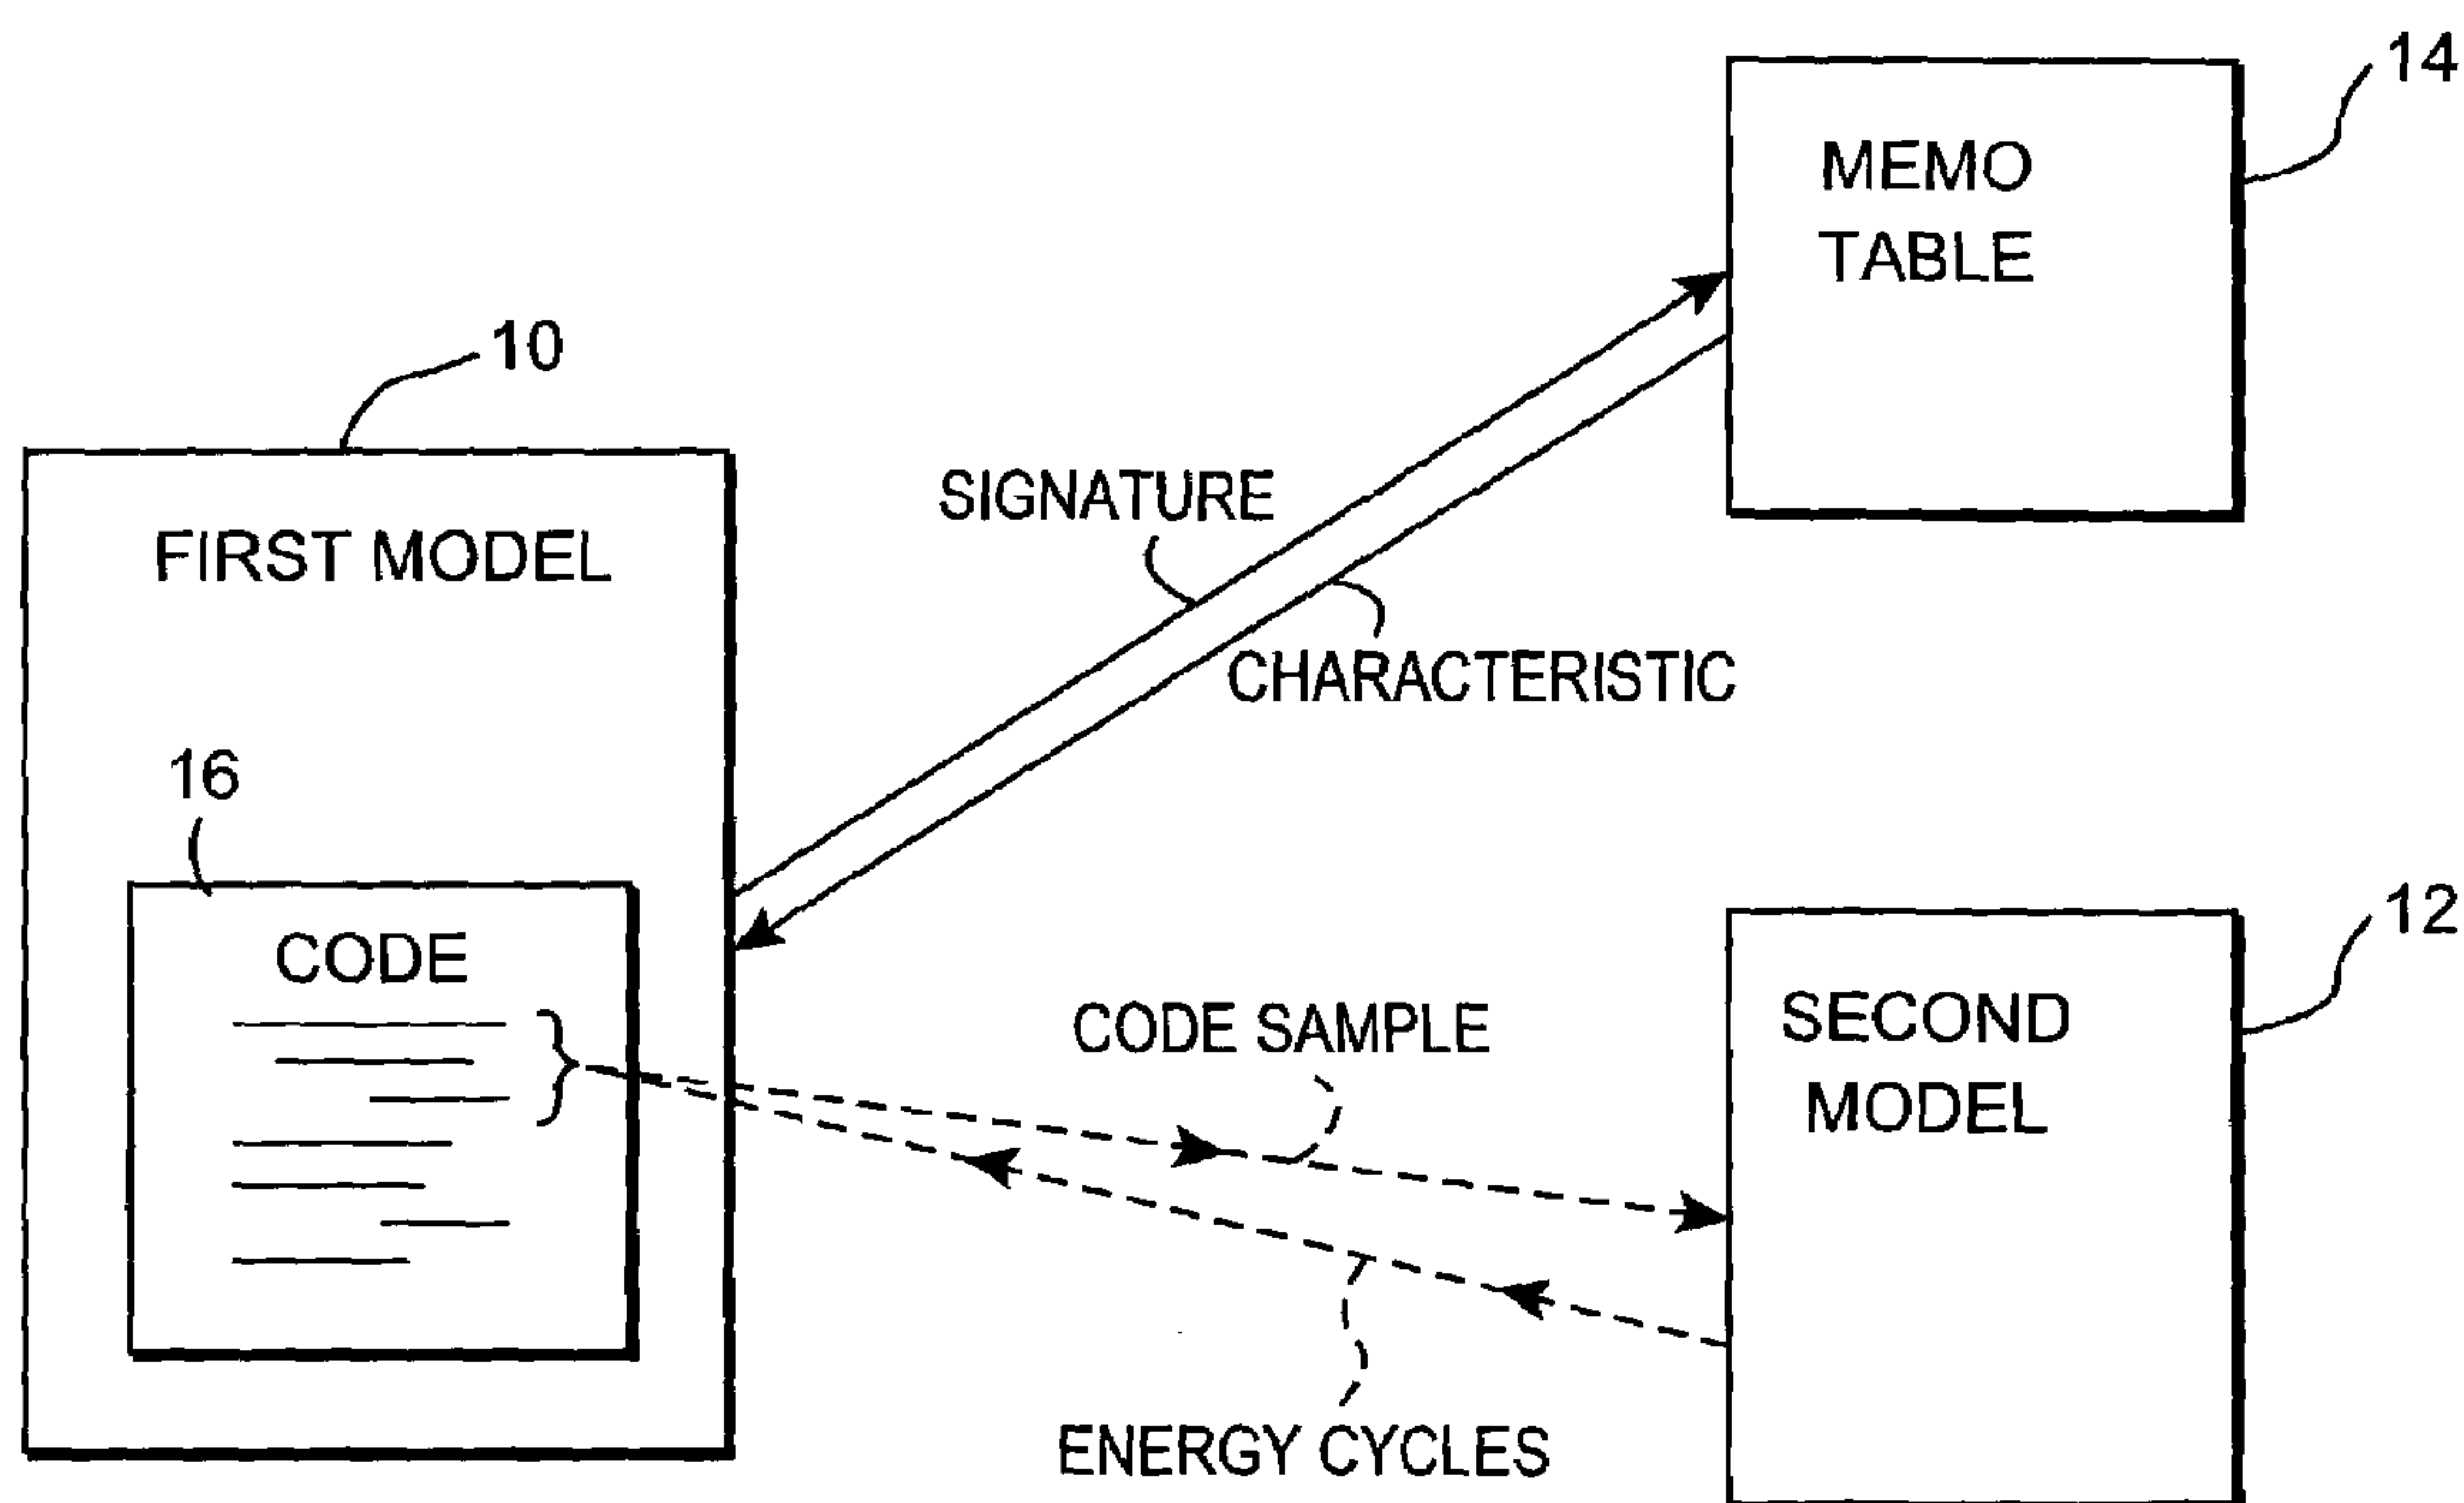 14
MEMO
TABLE
10
SIGNATURE
FIRST MODEL
CHARACTERISTIC
16
12
CODE
CODE SAMPLE
SECOND
MODEL
ENERGY CYCLES